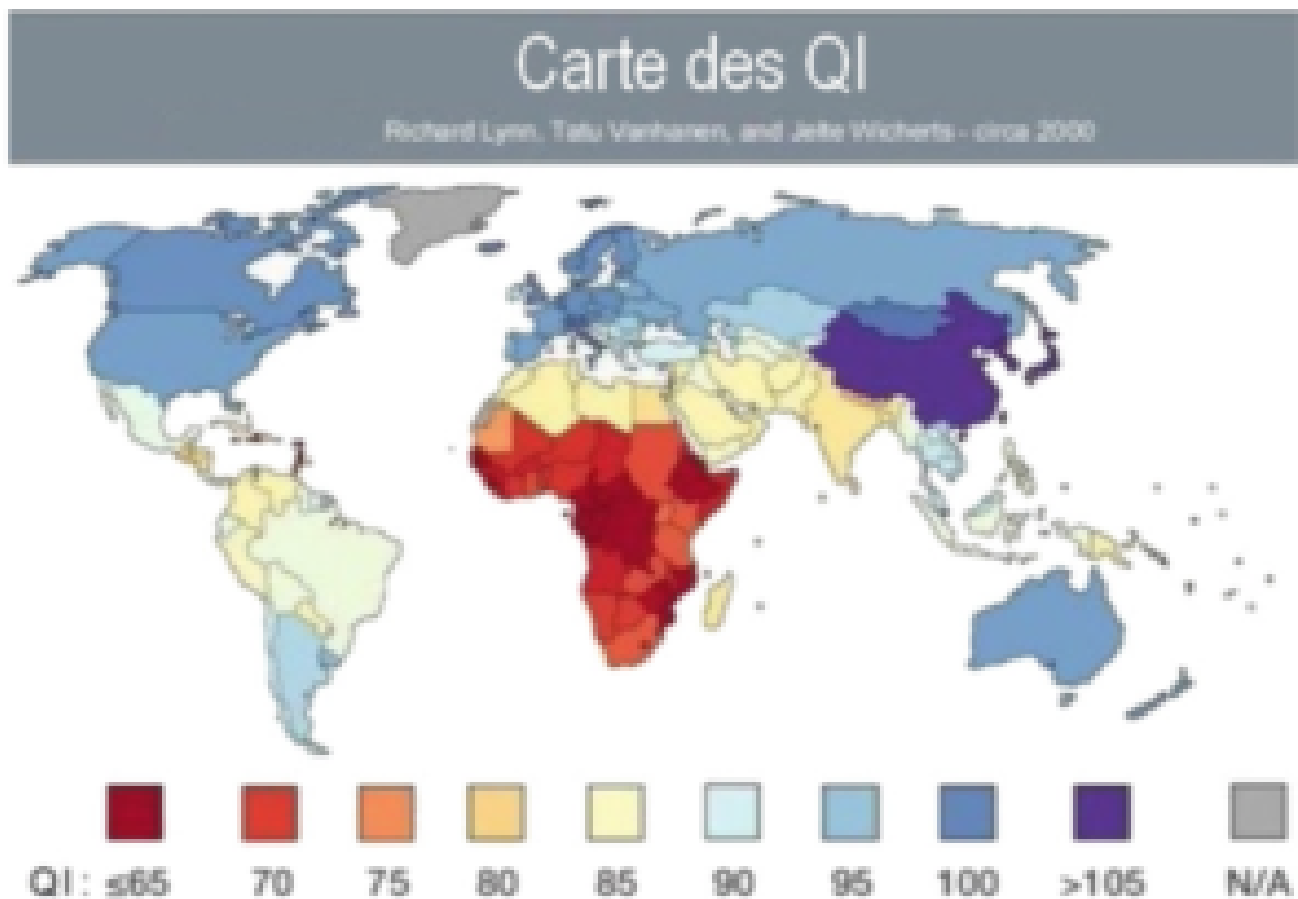 Carte des QI
Richard Lynn, Tatu Vanhanen, and Jelte Wicherts - circa 2000
QI: ≤65 70 75 80 85 90 95 100 >105 N/A